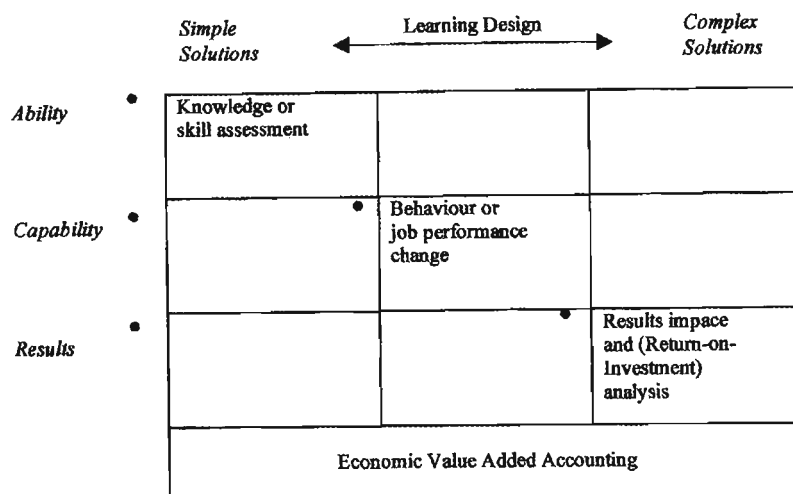 Simple
Solutions
Learning Design
Complex
Solutions
Ability
Knowledge or
skill assessment
Capability
Behaviour or
job performance
change
Results
Results impace
and (Return-on-
Investment)
analysis
Economic Value Added Accounting